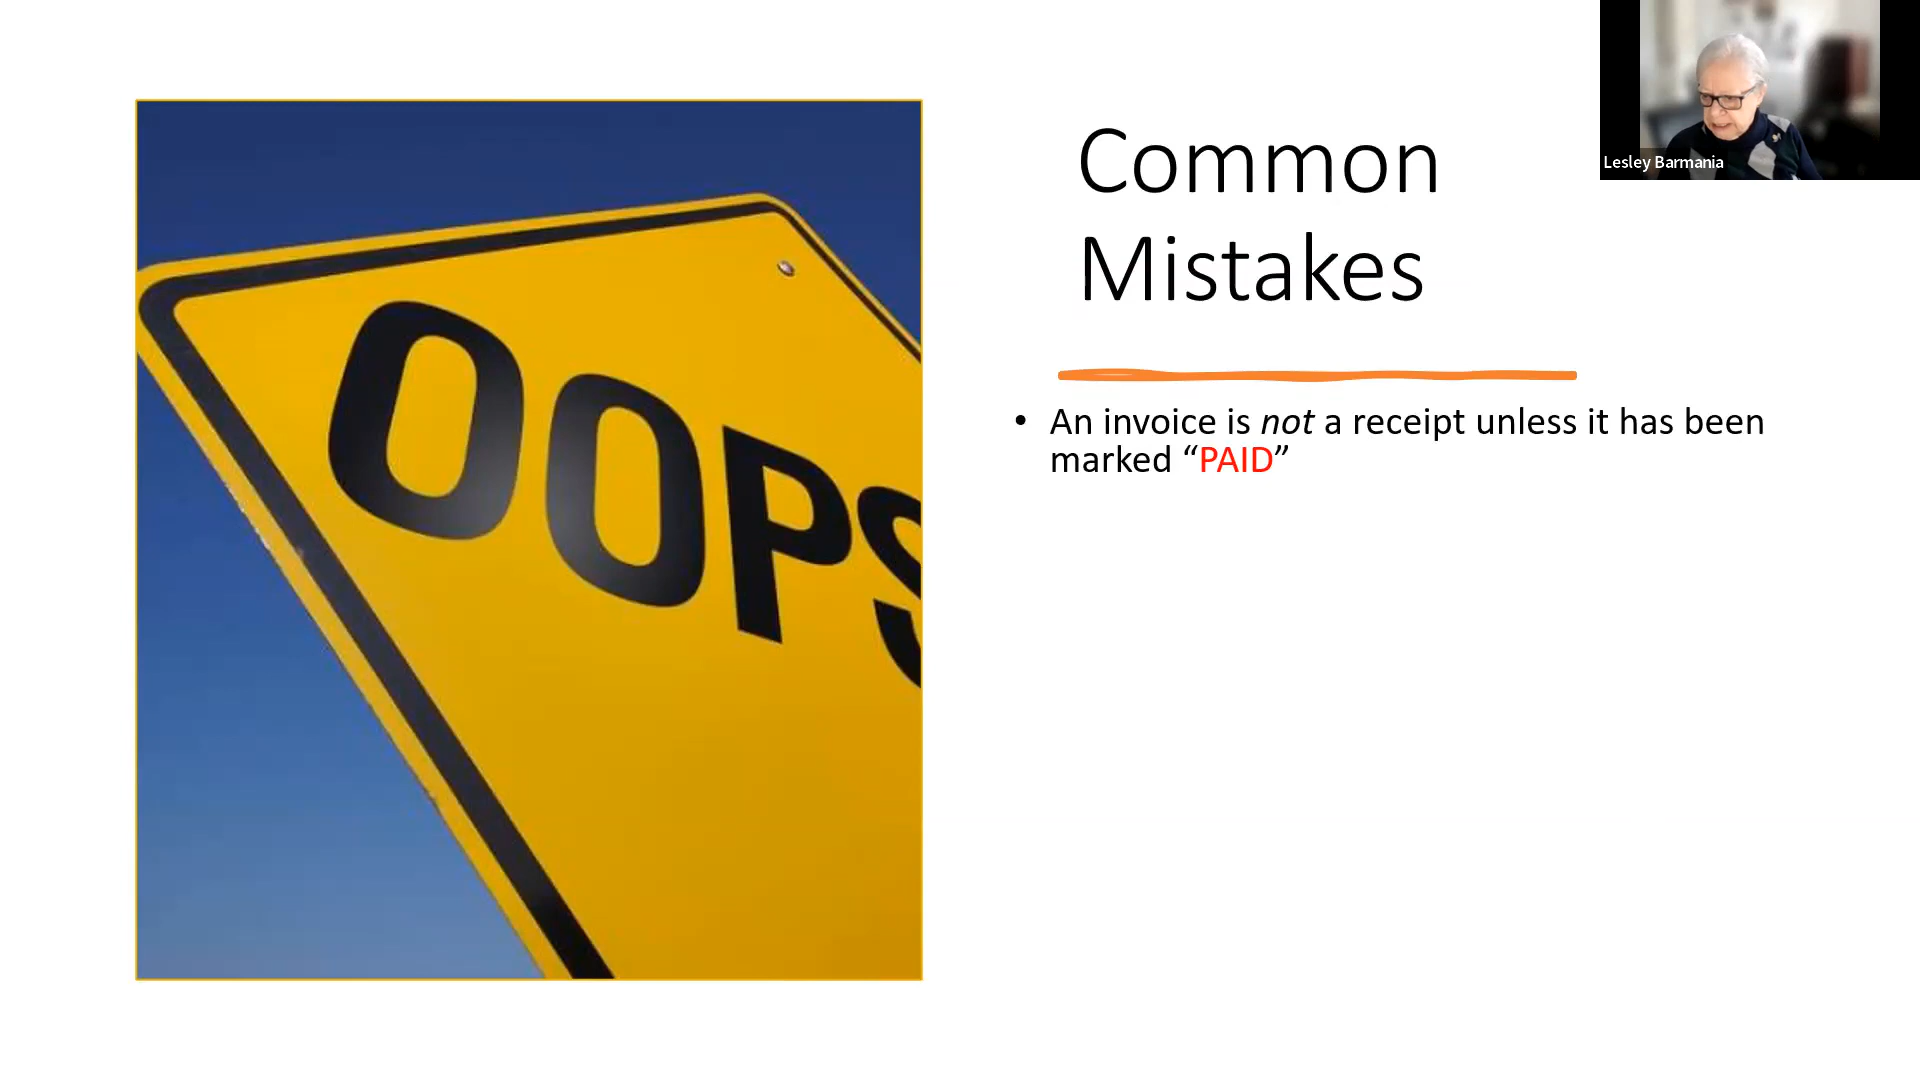 OOPS
Common
Mistakes
Lesley Barmania
• An invoice is not a receipt unless it has been
marked “PAID”